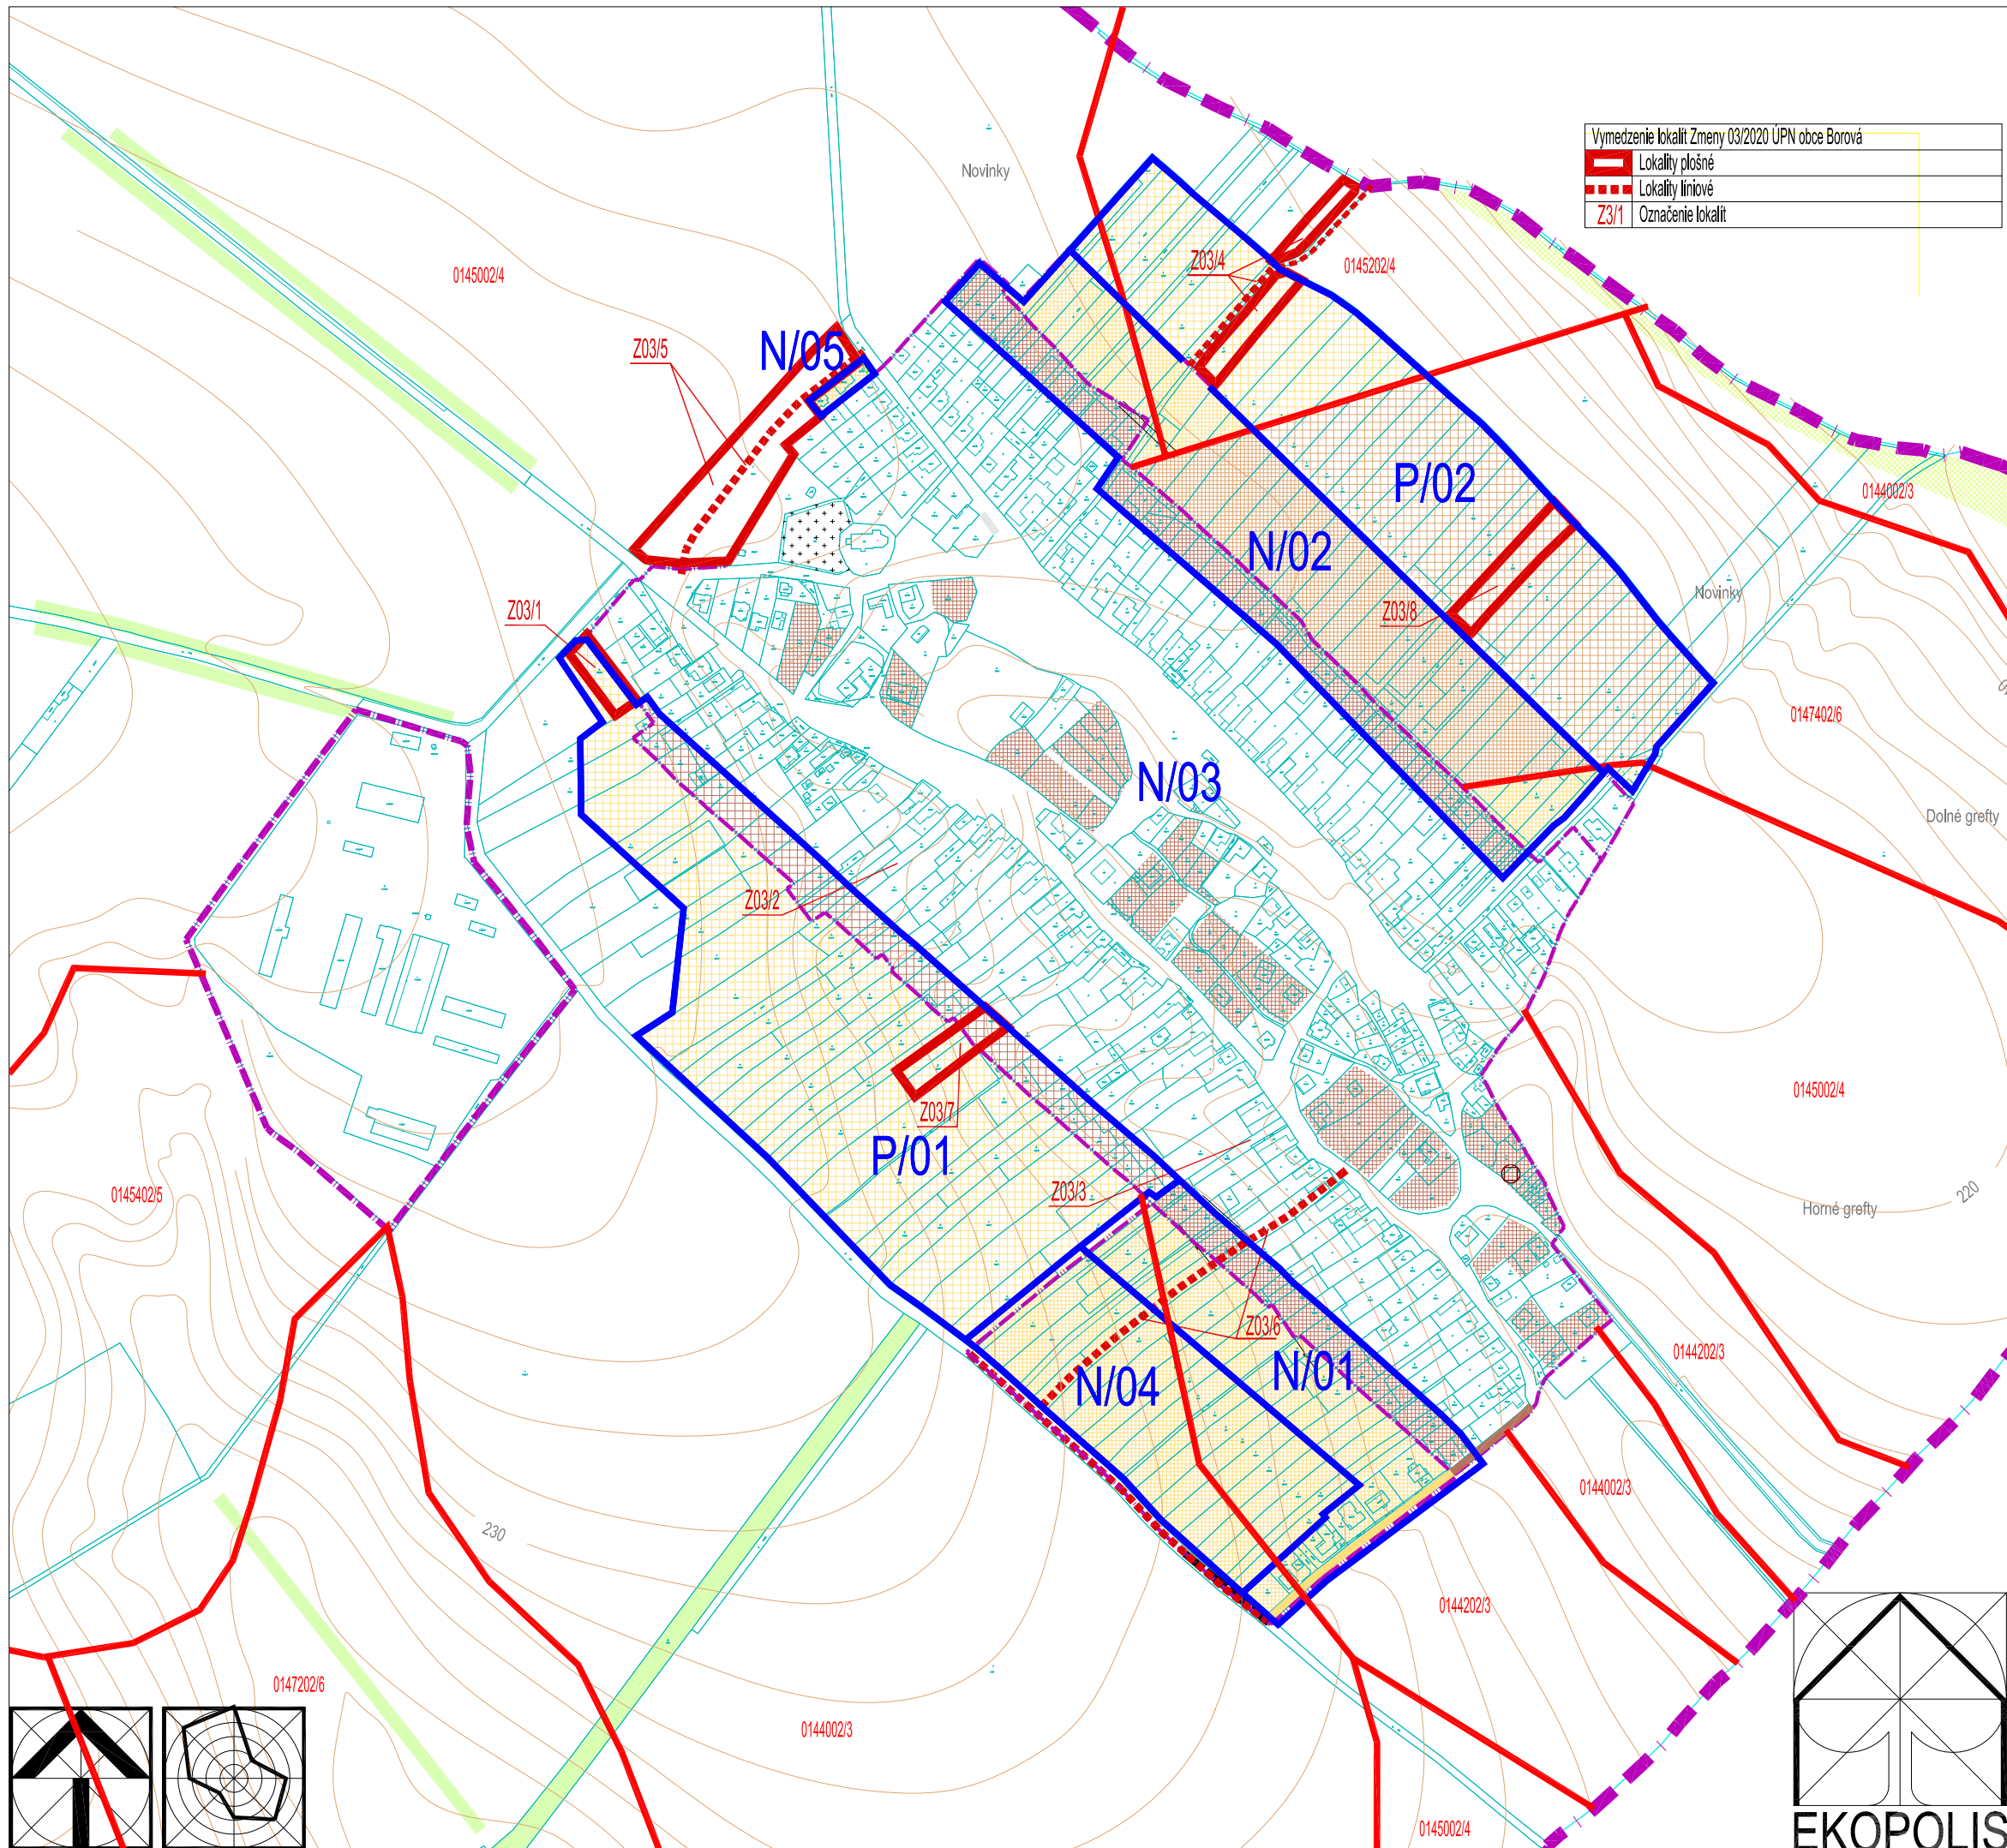 Vymedzenie lokalít Zmeny 03/2020 ÚPN obce Borová
Lokality plošné
Lokality líniové
Z3/1 Označenie lokalít
Novinky
Z03/4
0145202/4
0145002/4
N/05
Z03/5
P/02
0144002/3
N/02
Novinky
Z03/1
Z03/8
0147402/6
N/03
Dolné grefty
Z03/2
0145002/4
Z03/7
P/01
0145402/5
Z03/3
220
Horné grefty
Z03/6
0144202/3
N/01
N/04
0144002/3
230
0144202/3
0147202/6
0144002/3
0145002/4
EKOPOLIS